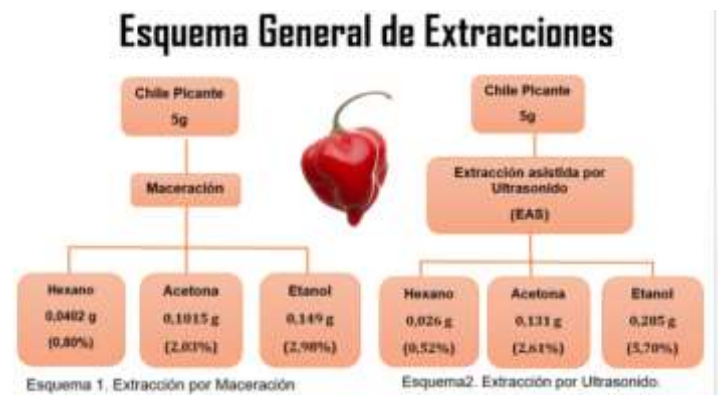 Esquema General de Extracciones
Chile Picante
5g
Maceración
Hexano
0,0402 g
(0,80%)
Acetona
0,1015 g
(2,03%)
Etanol
0,149 g
(2,98%)
Esquema 1. Extracción por Maceración
Chile Picante
5g
Extracción asistida por
Ultrasonido
(EAS)
Hexano
0,026 g
(0,52%)
Acetona
0,131 g
(2,61%)
Etanol
0,285 g
(5,70%)
Esquema2. Extracción por Ultrasonido.